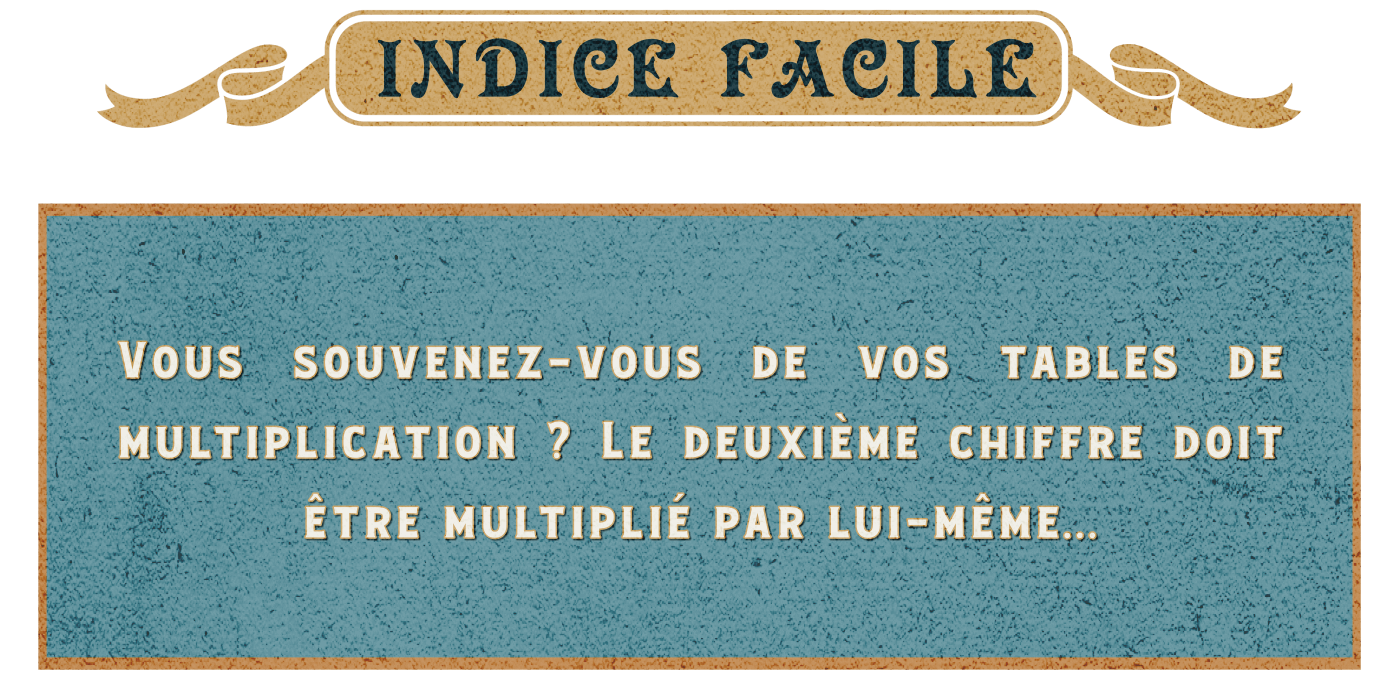 INDICE FACILE
Vous souvenez-vous de vos tables de
multiplication ? Le deuxième chiffre doit
être multiplié par lui-même...